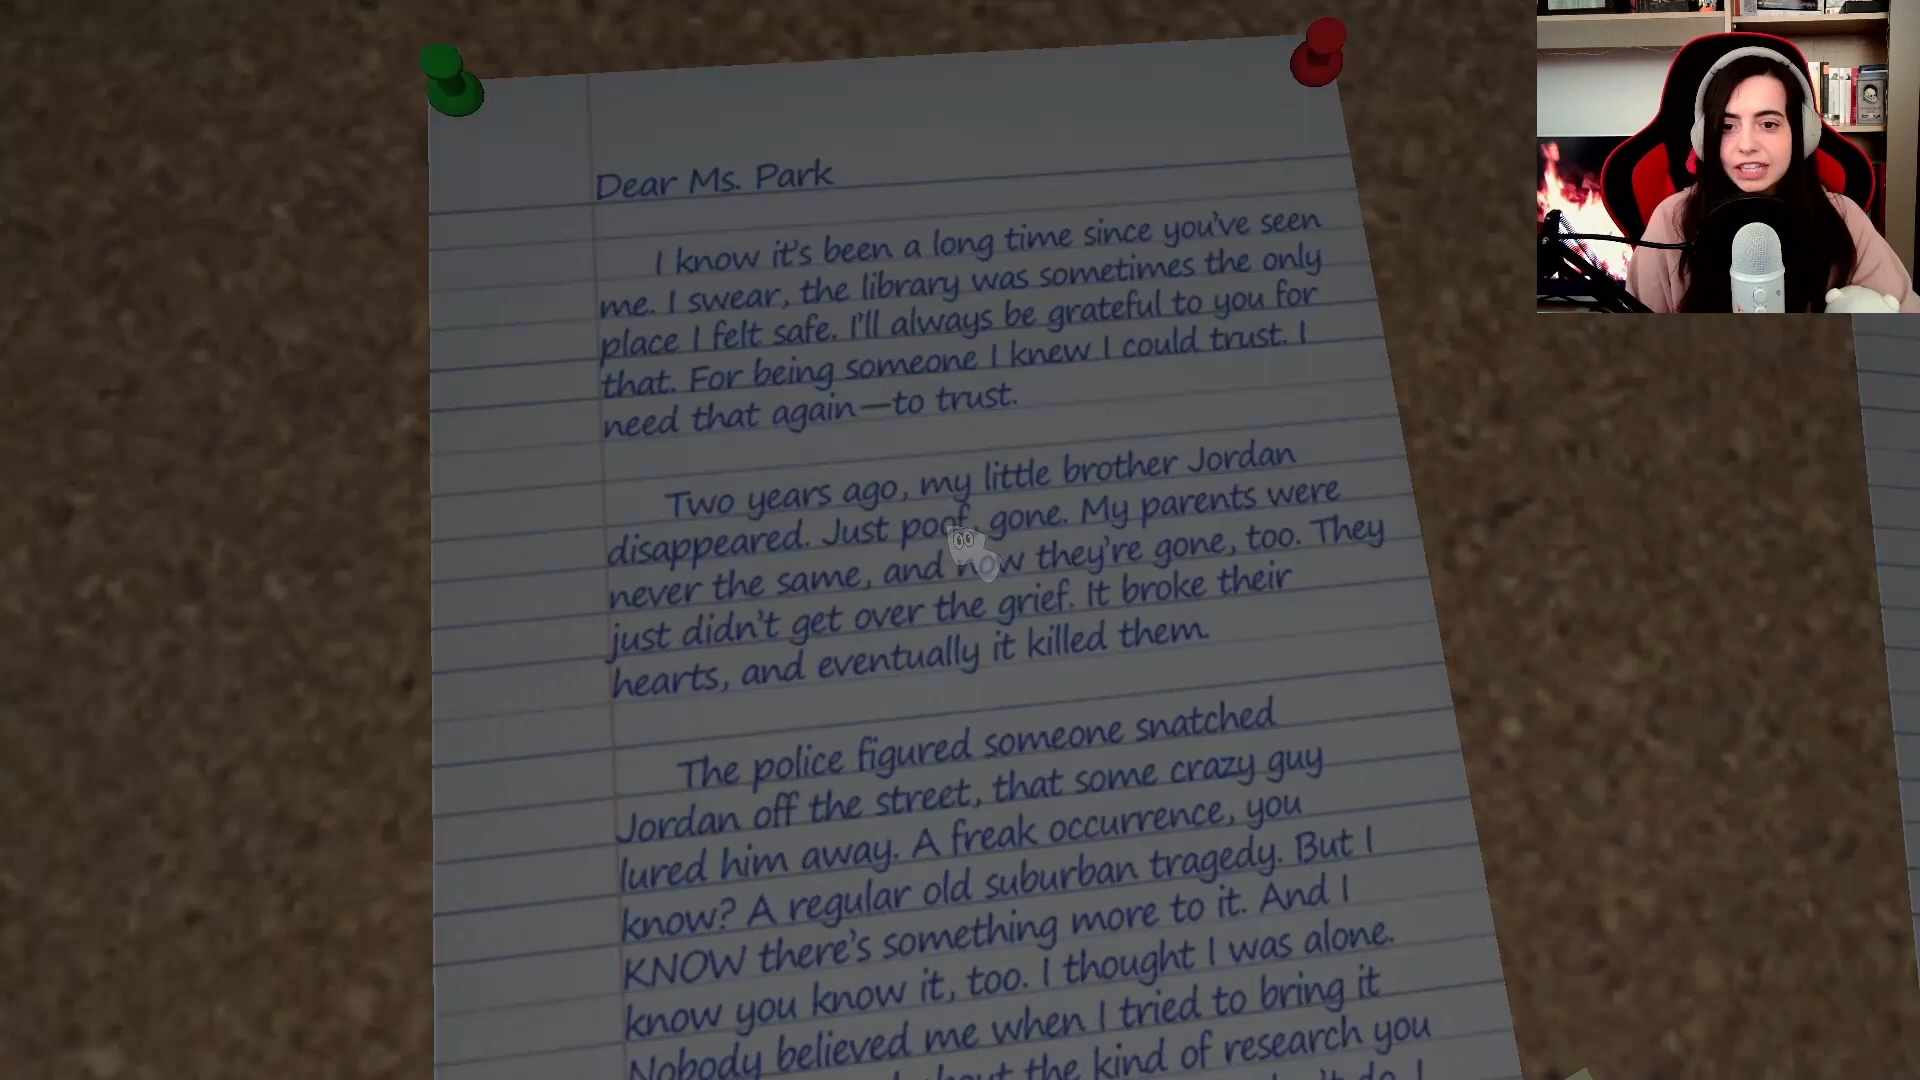 Dear Ms. Park
I know it's been a long time since you've seen
me. I swear, the library was sometimes the only
place I felt safe. I'll always be grateful to you for
that. For being someone I knew I could trust. I
need that again—to trust.
Two years ago, my little brother Jordan
disappeared. Just poof, gone. My parents were
never the same, and now they're gone, too. They
just didn't get over the grief. It broke their
hearts, and eventually it killed them.
The police figured someone snatched
Jordan off the street, that some crazy guy
lured him away. A freak occurrence, you
know? A regular old suburban tragedy. But I
KNOW there's something more to it. And I
know you know it, too. I thought I was alone.
Nobody believed me when I tried to bring it
the kind of research you